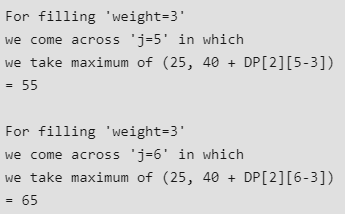 For filling 'weight=3'
we come across 'j=5' in which
we take maximum of (25, 40 + DP[2][5-3])
= 55
For filling 'weight=3'
we come across 'j=6' in which
we take maximum of (25, 40 + DP[2][6-3])
= 65